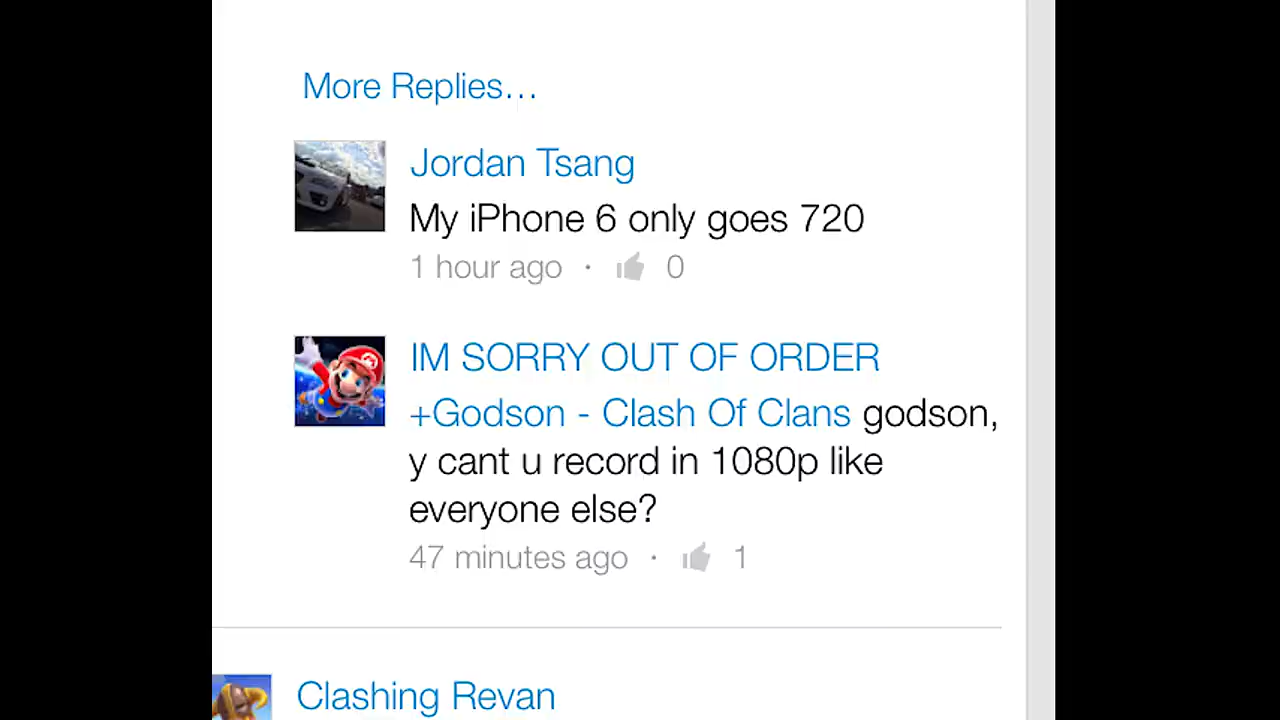 More Replies…
Jordan Tsang
My iPhone 6 only goes 720
1 hour ago · 0
IM SORRY OUT OF ORDER
+Godson - Clash Of Clans godson,
y cant u record in 1080p like
everyone else?
47 minutes ago · 1
Clashing Revan